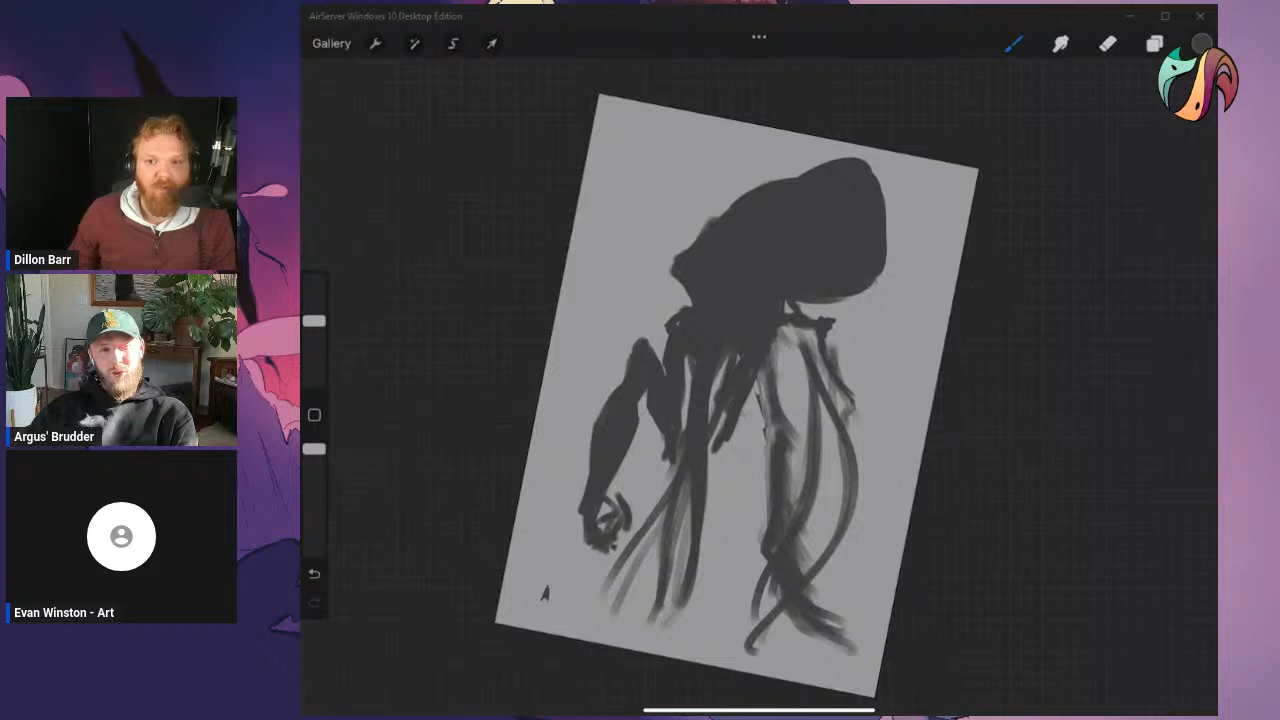 AirServer Windows 10 Desktop Edition
Gallery
Dillon Barr
Argus' Brudder
Evan Winston - Art